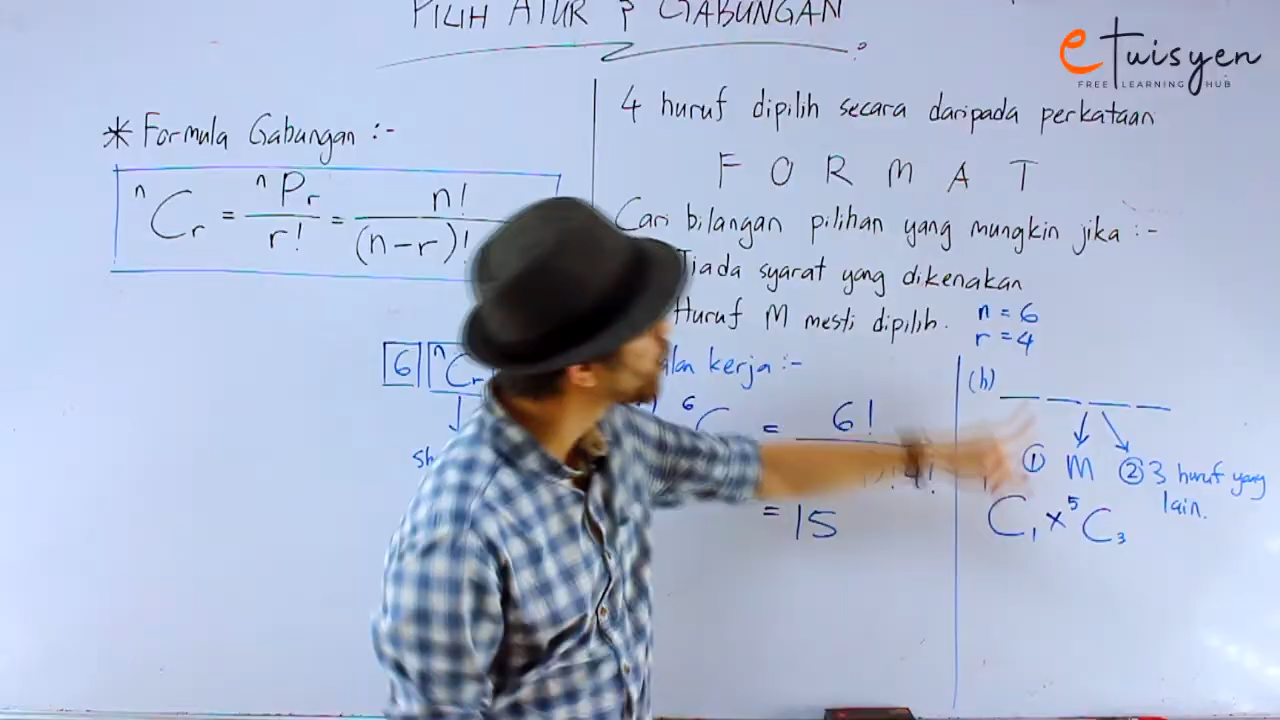 PILIH ATUR & GABUNGAN
eTuisyen
FREE LEARNING HUB
* Formula Gabungan :-
nCr = nPr / r! = n! / (n-r)!
4 huruf dipilih secara daripada perkataan
F O R M A T
Cari bilangan pilihan yang mungkin jika :-
Tiada syarat yang dikenakan
Huruf M mesti dipilih.
n = 6
r = 4
6 nCr
kerja :-
6C = 6!
4!
= 15
(h)
① M ② 3 huruf yang
lain.
C1 × 5C3